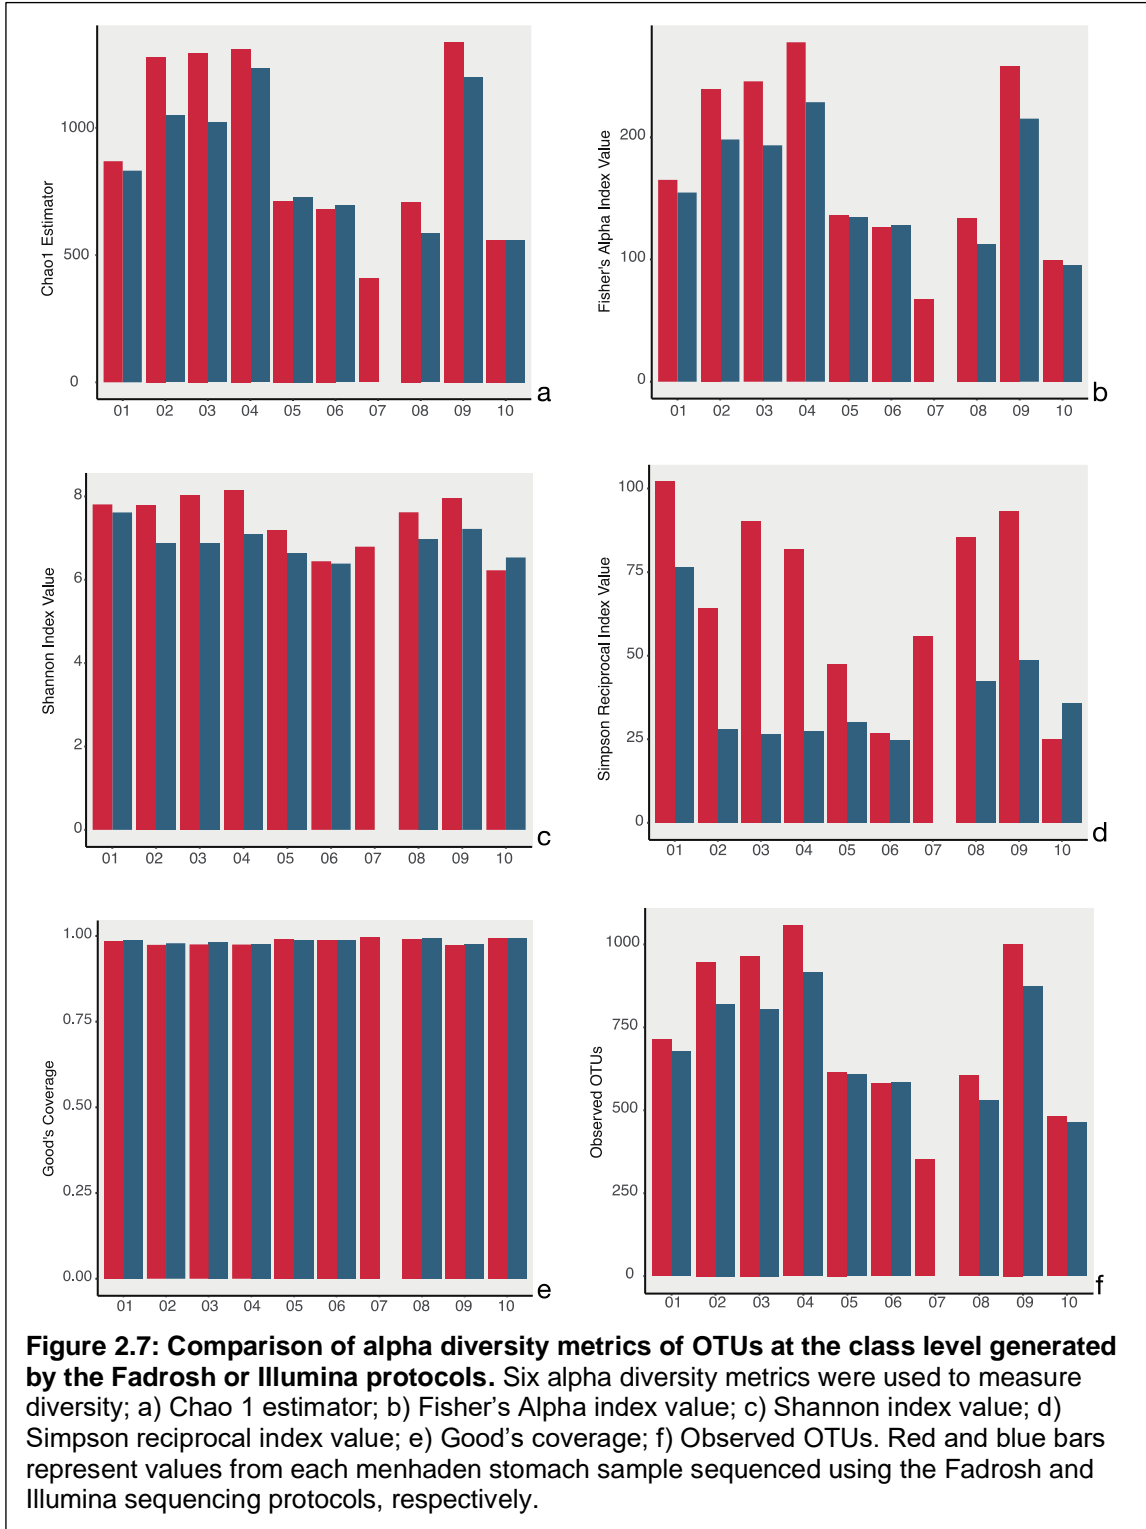 Chao1 Estimator
1000
500
0
01 02 03 04 05 06 07 08 09 10
a
Fisher's Alpha Index Value
200
100
0
01 02 03 04 05 06 07 08 09 10
b
Shannon Index Value
8
6
4
2
0
01 02 03 04 05 06 07 08 09 10
c
Simpson Reciprocal Index Value
100
75
50
25
0
01 02 03 04 05 06 07 08 09 10
d
Good's Coverage
1.00
0.75
0.50
0.25
0.00
01 02 03 04 05 06 07 08 09 10
e
Observed OTUs
1000
750
500
250
0
01 02 03 04 05 06 07 08 09 10
f
Figure 2.7: Comparison of alpha diversity metrics of OTUs at the class level generated
by the Fadrosh or Illumina protocols. Six alpha diversity metrics were used to measure
diversity; a) Chao 1 estimator; b) Fisher’s Alpha index value; c) Shannon index value; d)
Simpson reciprocal index value; e) Good’s coverage; f) Observed OTUs. Red and blue bars
represent values from each menhaden stomach sample sequenced using the Fadrosh and
Illumina sequencing protocols, respectively.